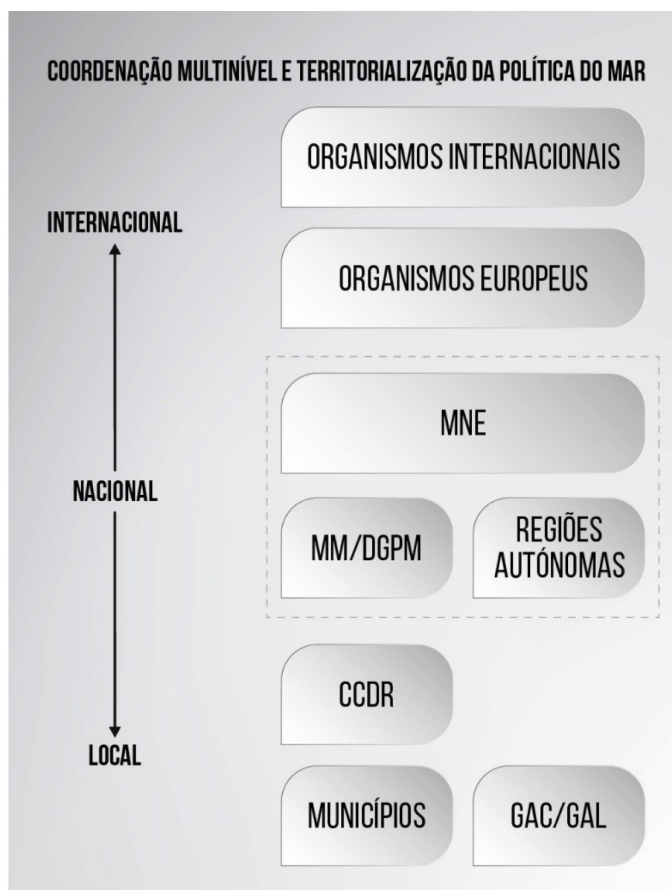 COORDENAÇÃO MULTINÍVEL E TERRITORIALIZAÇÃO DA POLÍTICA DO MAR
ORGANISMOS INTERNACIONAIS
INTERNACIONAL
ORGANISMOS EUROPEUS
MNE
NACIONAL
MM/DGPM
REGIÕES
AUTÓNOMAS
CCDR
LOCAL
MUNICÍPIOS
GAC/GAL